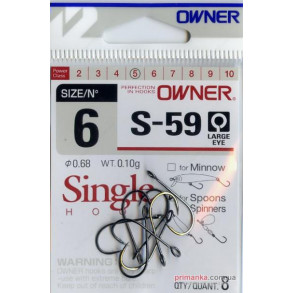 Power Class 2 3 4 5 6 7 8 9 10
SIZE/N° PERFECTION IN HOOKS OWNER
6 S-59 LARGE EYE
Φ0.68 WT. 0.10g
for Minnow
Single
HO
for Spoons
Spinners
WARNING
OWNER hooks
primanka.com.ua
QTY/QUANT. 8